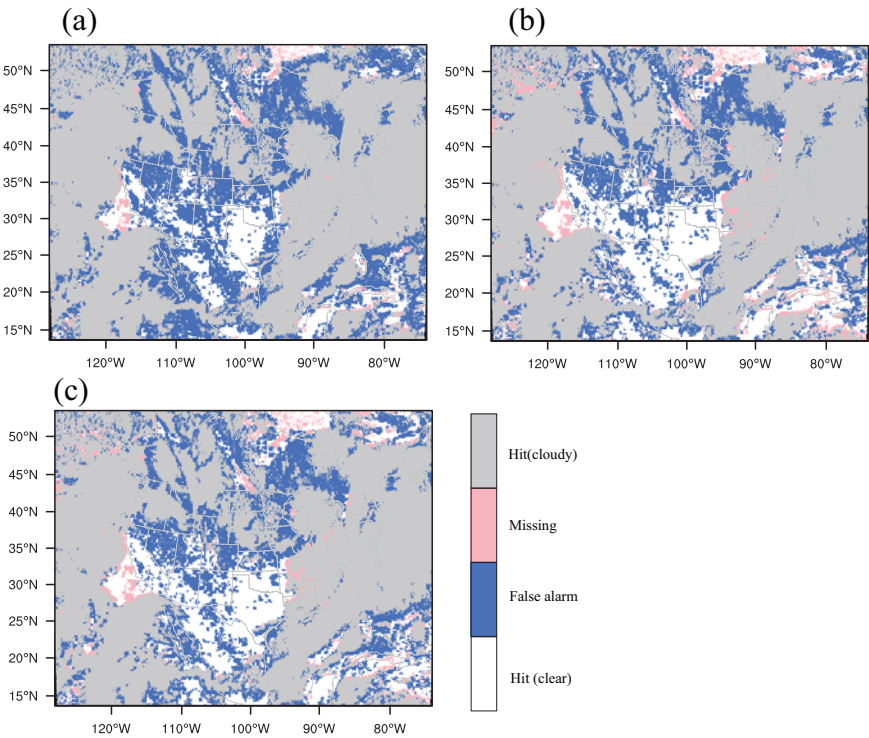 (a)
(b)
50°N
45°N
40°N
35°N
30°N
25°N
20°N
15°N
120°W 110°W 100°W 90°W 80°W
50°N
45°N
40°N
35°N
30°N
25°N
20°N
15°N
120°W 110°W 100°W 90°W 80°W
(c)
50°N
45°N
40°N
35°N
30°N
25°N
20°N
15°N
120°W 110°W 100°W 90°W 80°W
Hit(cloudy)
Missing
False alarm
Hit (clear)